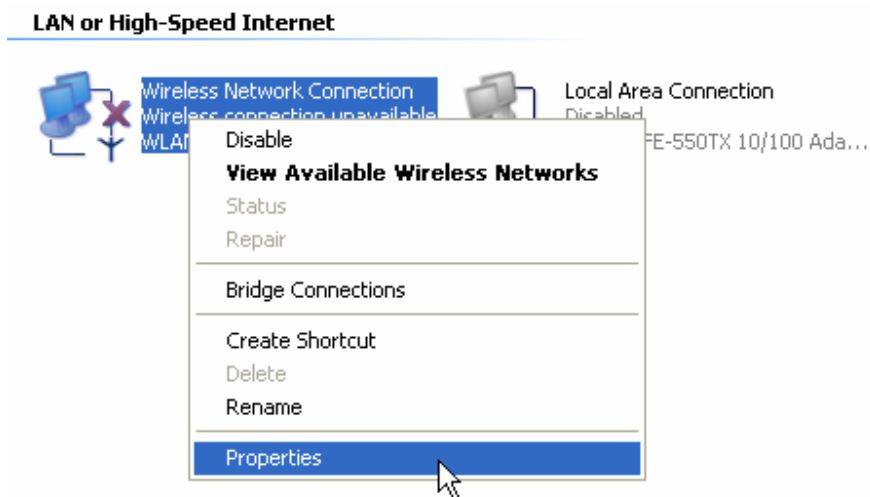 LAN or High-Speed Internet
Wireless Network Connection
Wireless connection unavailable
WLAN
Local Area Connection
Disabled
FE-550TX 10/100 Ada...
Disable
View Available Wireless Networks
Status
Repair
Bridge Connections
Create Shortcut
Delete
Rename
Properties